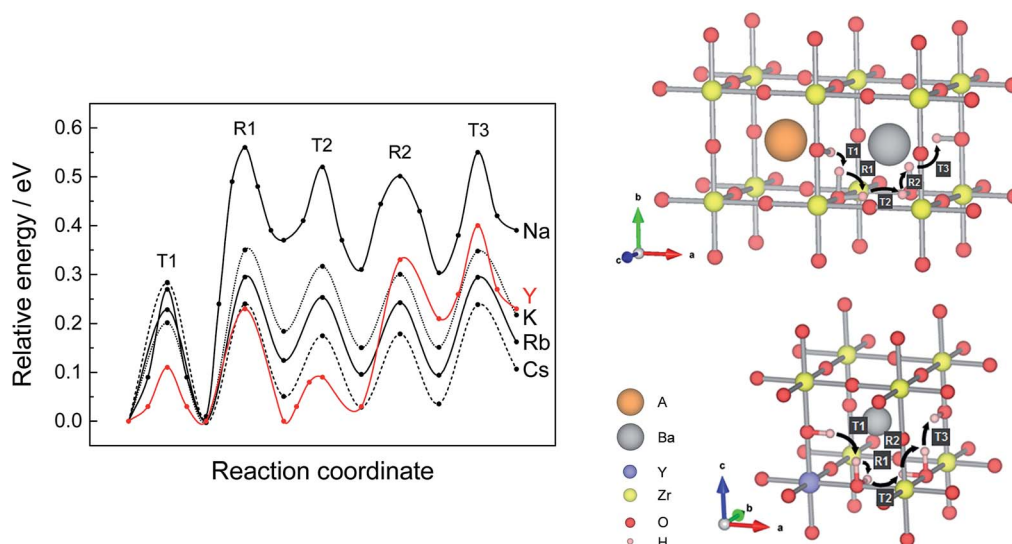 Relative energy / eV
0.6
0.5
0.4
0.3
0.2
0.1
0.0
T1
R1
T2
R2
T3
Na
Y
K
Rb
Cs
Reaction coordinate
T1
R1
T2
R2
T3
b
c
a
A
Ba
Y
Zr
O
H
T1
R1
R2
T2
T3
c
b
a